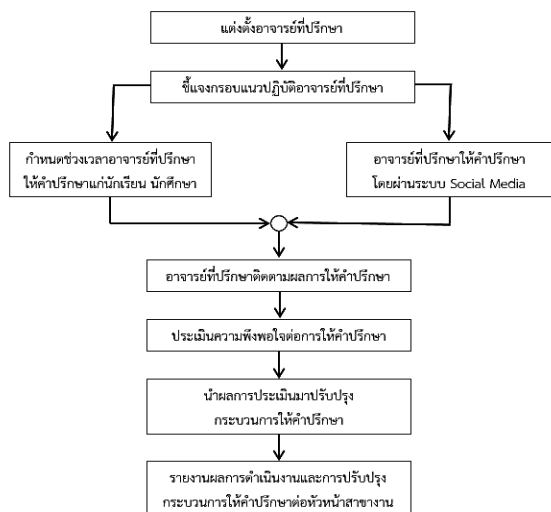 แต่งตั้งอาจารย์ที่ปรึกษา
ชี้แจงกรอบแนวปฏิบัติอาจารย์ที่ปรึกษา
กำหนดช่วงเวลาอาจารย์ที่ปรึกษา
ให้คำปรึกษาแก่นักเรียน นักศึกษา
อาจารย์ที่ปรึกษาให้คำปรึกษา
โดยผ่านระบบ Social Media
อาจารย์ที่ปรึกษาติดตามผลการให้คำปรึกษา
ประเมินความพึงพอใจต่อการให้คำปรึกษา
นำผลการประเมินมาปรับปรุง
กระบวนการให้คำปรึกษา
รายงานผลการดำเนินงานและการปรับปรุง
กระบวนการให้คำปรึกษาต่อหัวหน้าสาขางาน